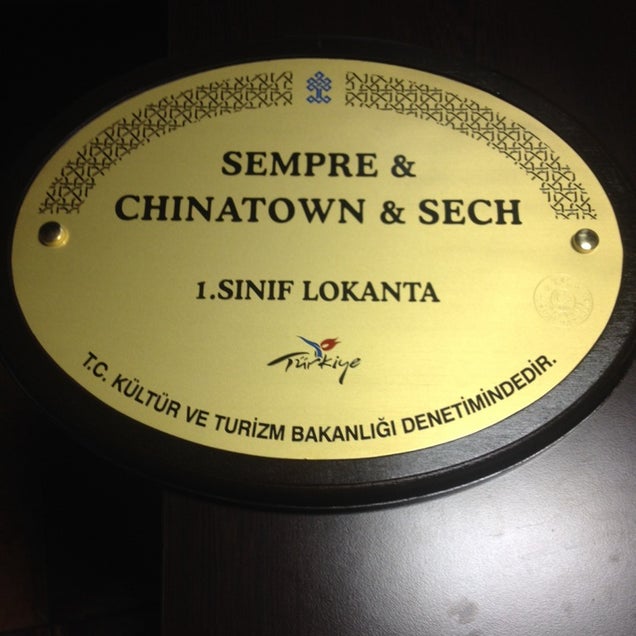 SEMPRE &
CHINATOWN & SECH
1.SINIF LOKANTA
Türkiye
T.C. KÜLTÜR VE TURİZM BAKANLIĞI DENETİMİNDEDİR.